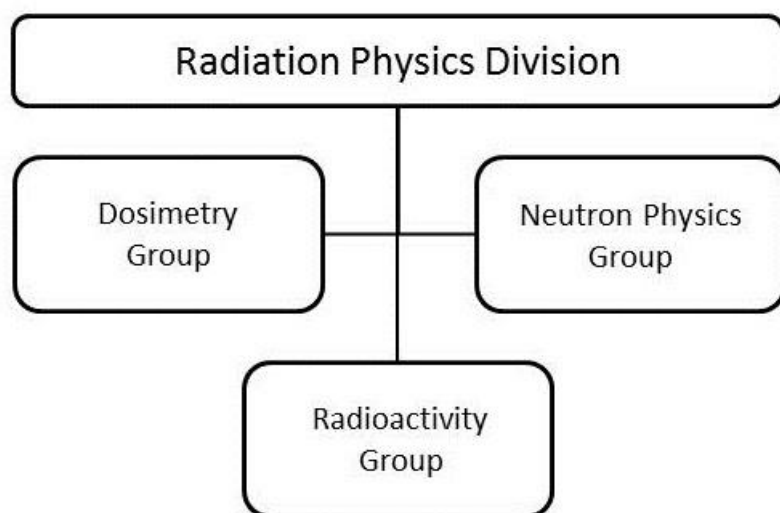 Radiation Physics Division
Dosimetry
Group
Neutron Physics
Group
Radioactivity
Group